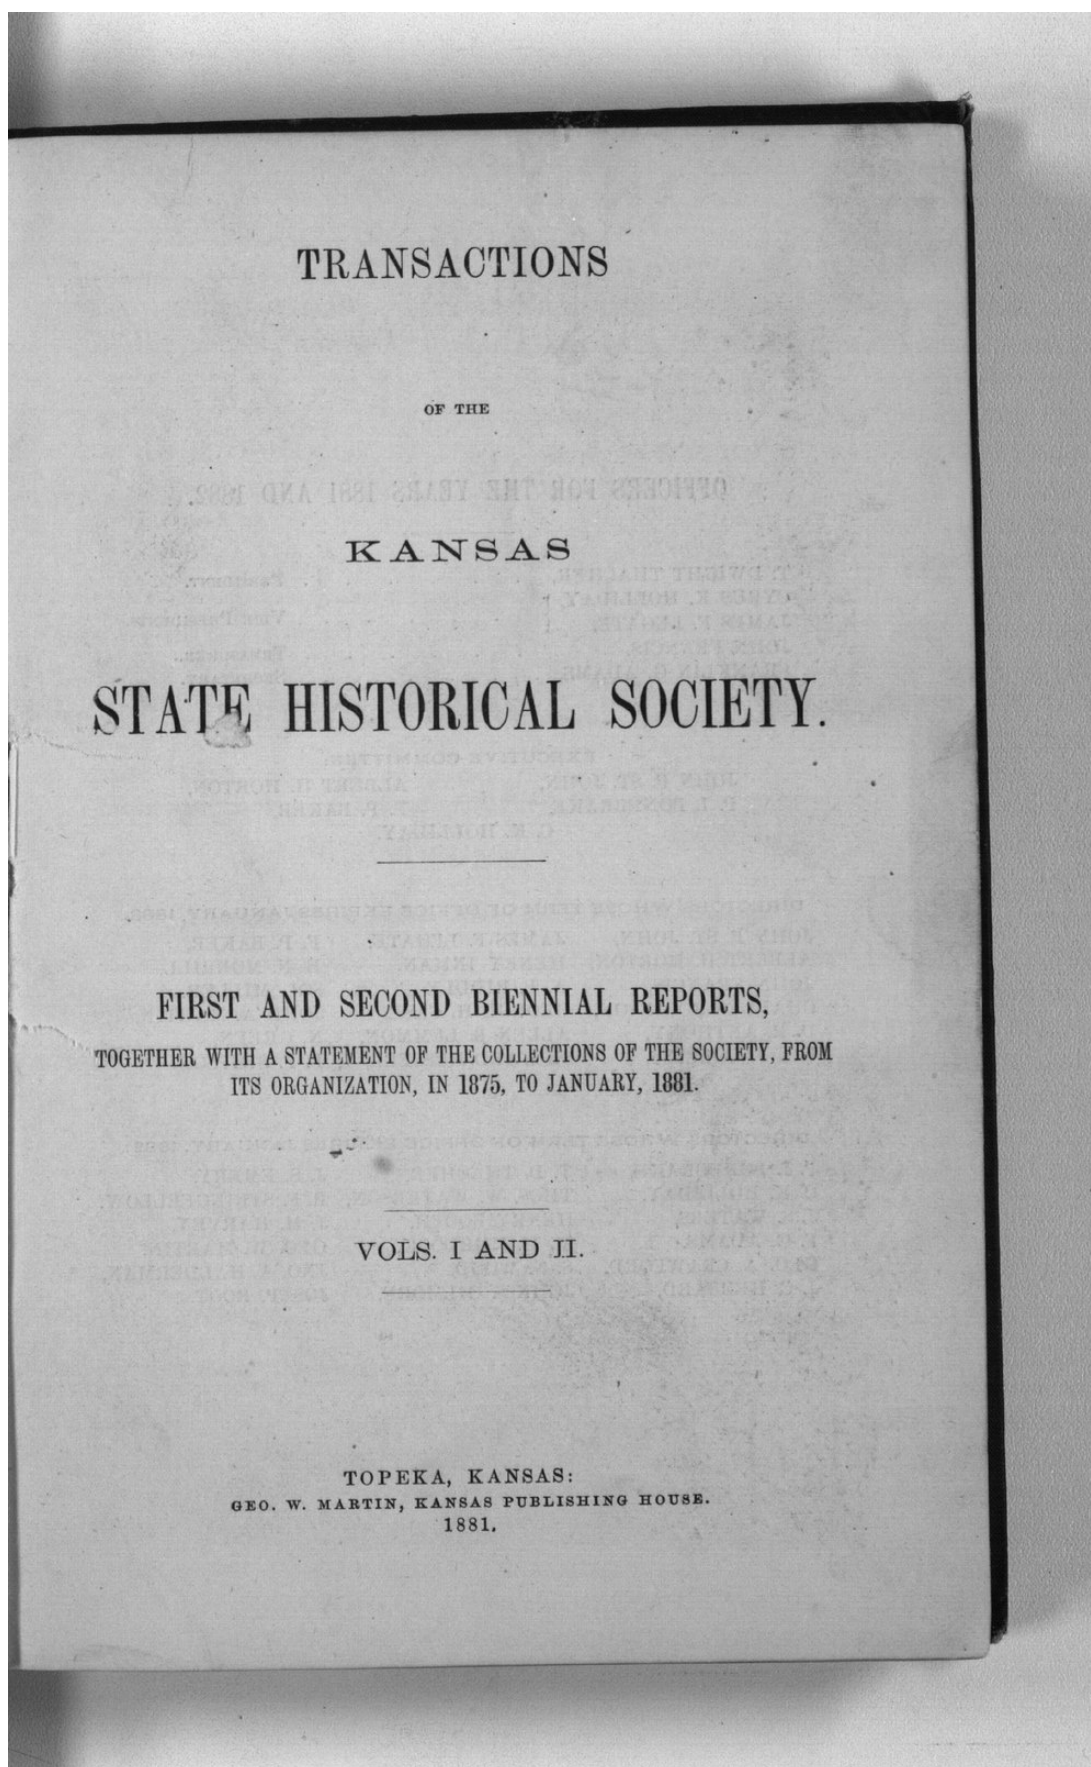 TRANSACTIONS
OF THE
KANSAS
STATE HISTORICAL SOCIETY.
FIRST AND SECOND BIENNIAL REPORTS,
TOGETHER WITH A STATEMENT OF THE COLLECTIONS OF THE SOCIETY, FROM
ITS ORGANIZATION, IN 1875, TO JANUARY, 1881.
VOLS. I AND II.
TOPEKA, KANSAS:
GEO. W. MARTIN, KANSAS PUBLISHING HOUSE.
1881.